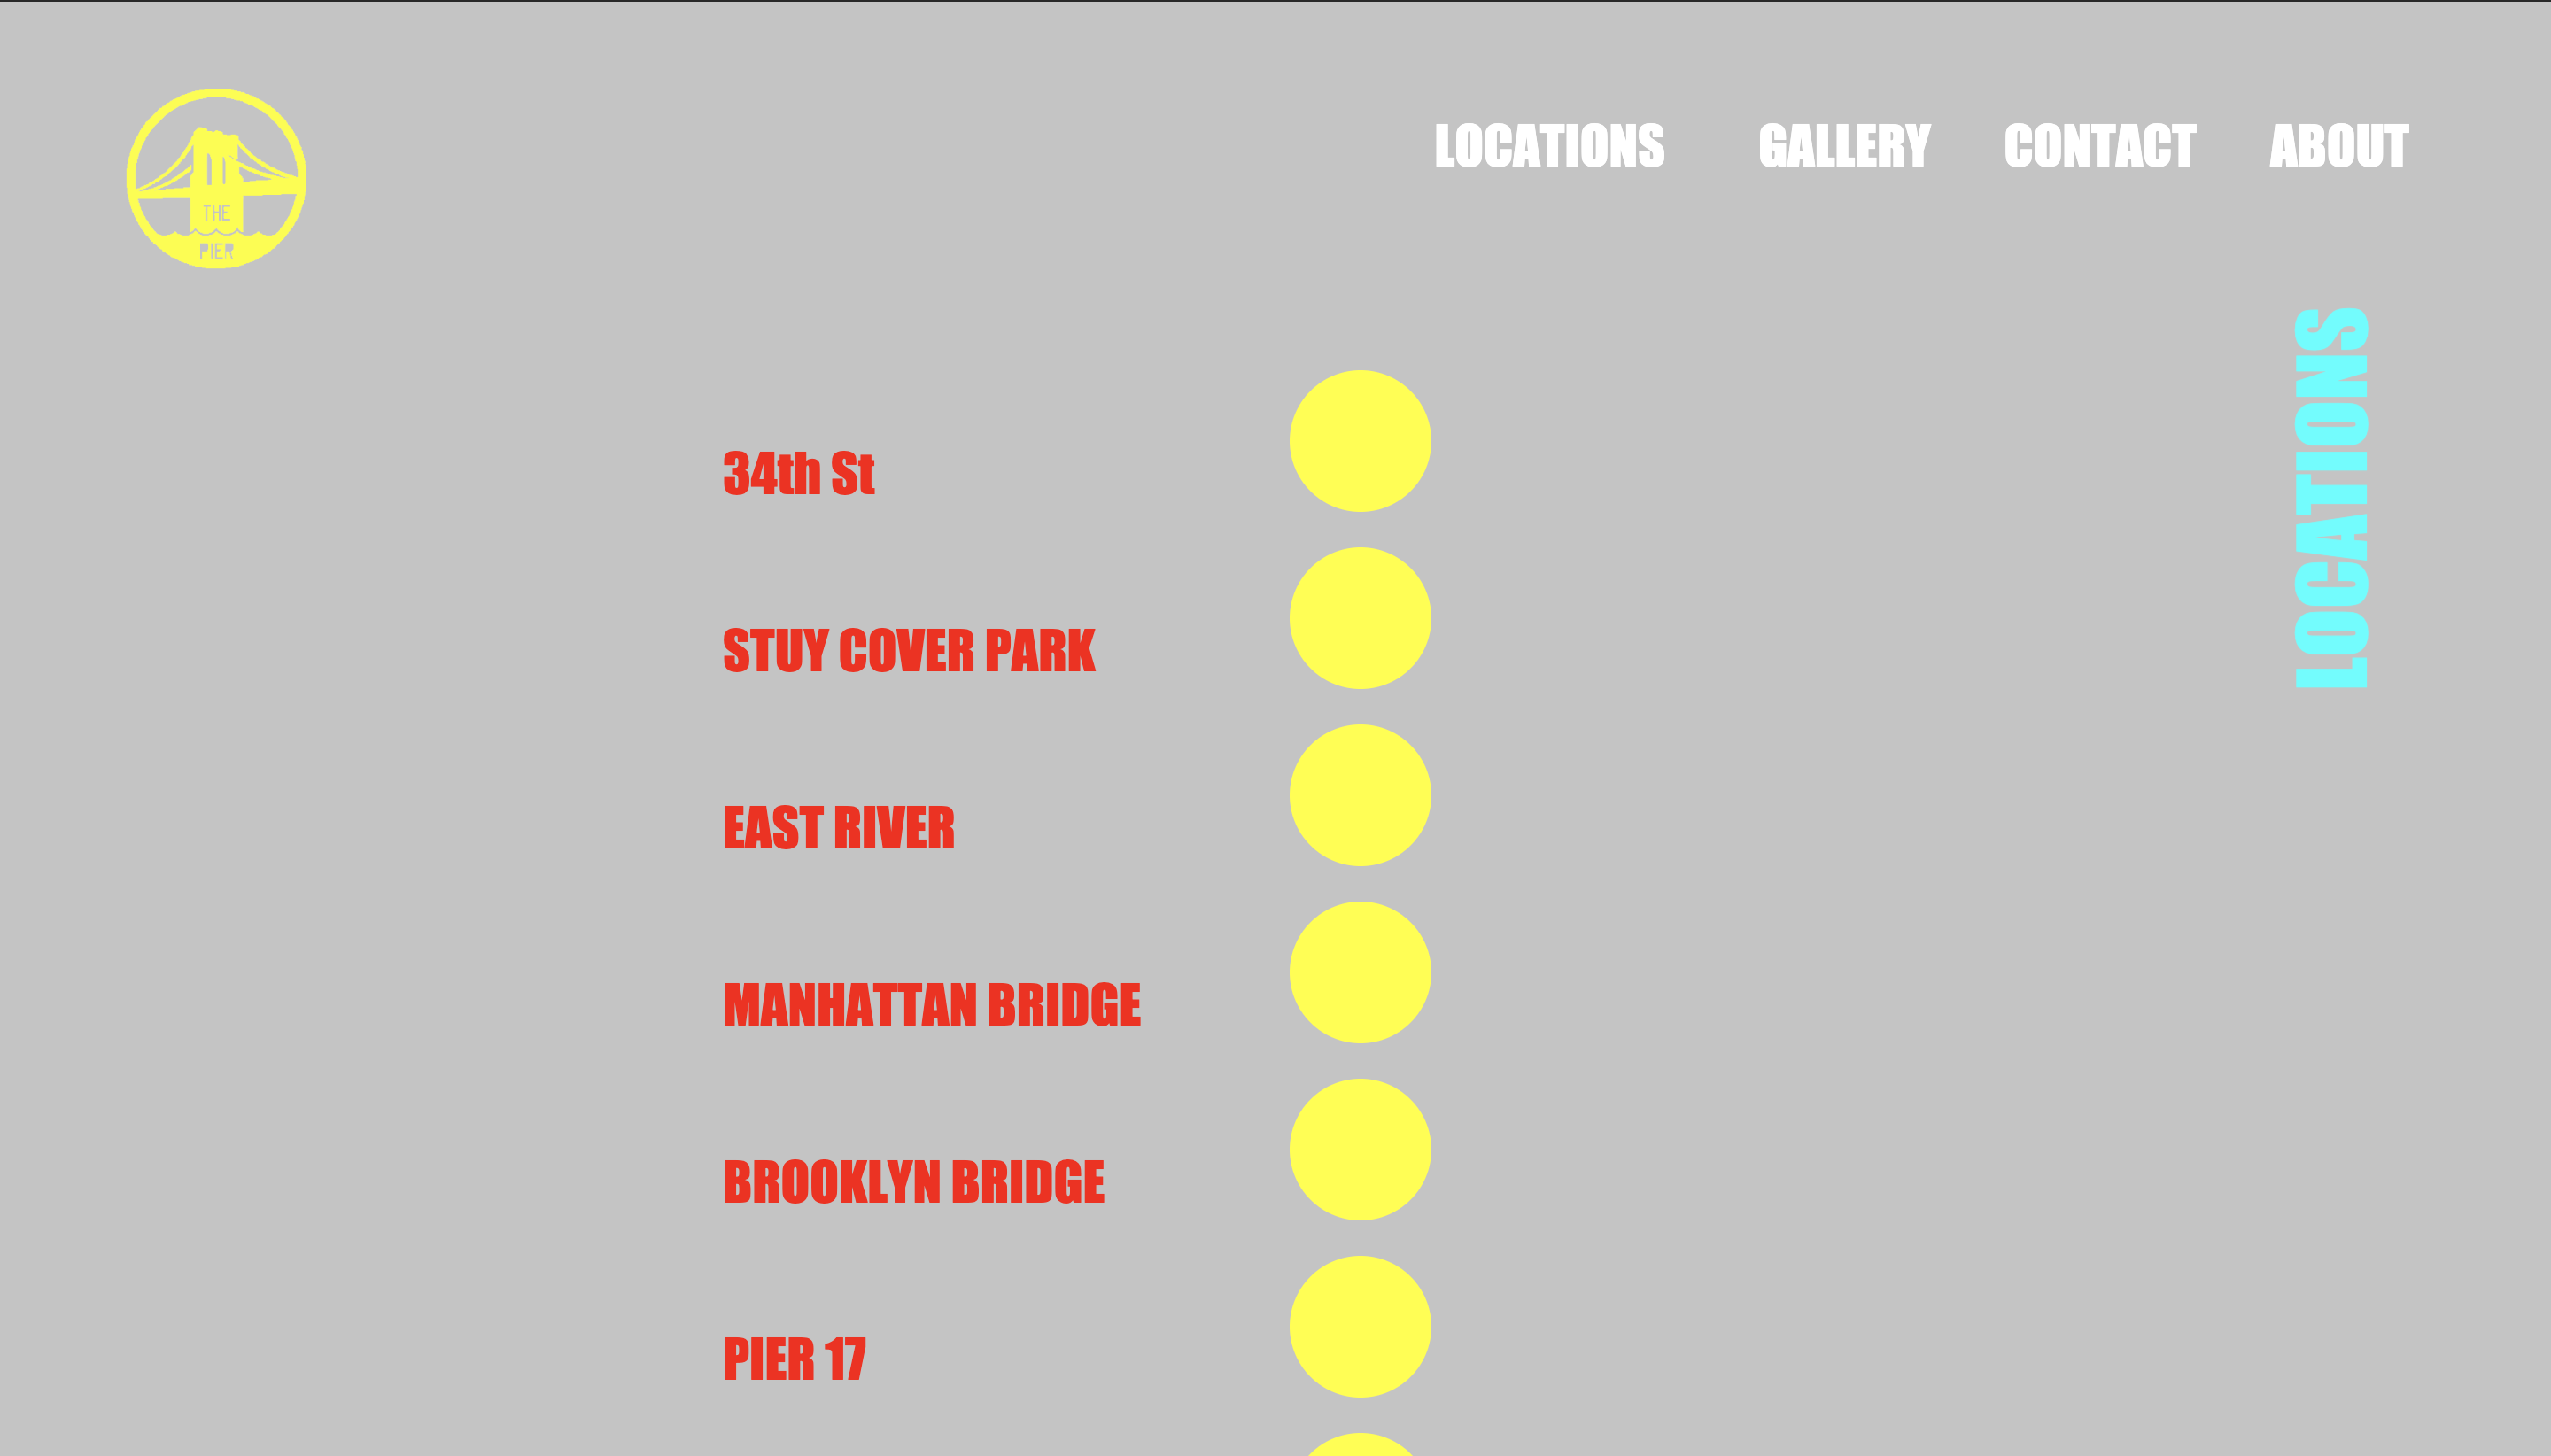 THE
PIER
LOCATIONS GALLERY CONTACT ABOUT
LOCATIONS
34th St
STUY COVER PARK
EAST RIVER
MANHATTAN BRIDGE
BROOKLYN BRIDGE
PIER 17